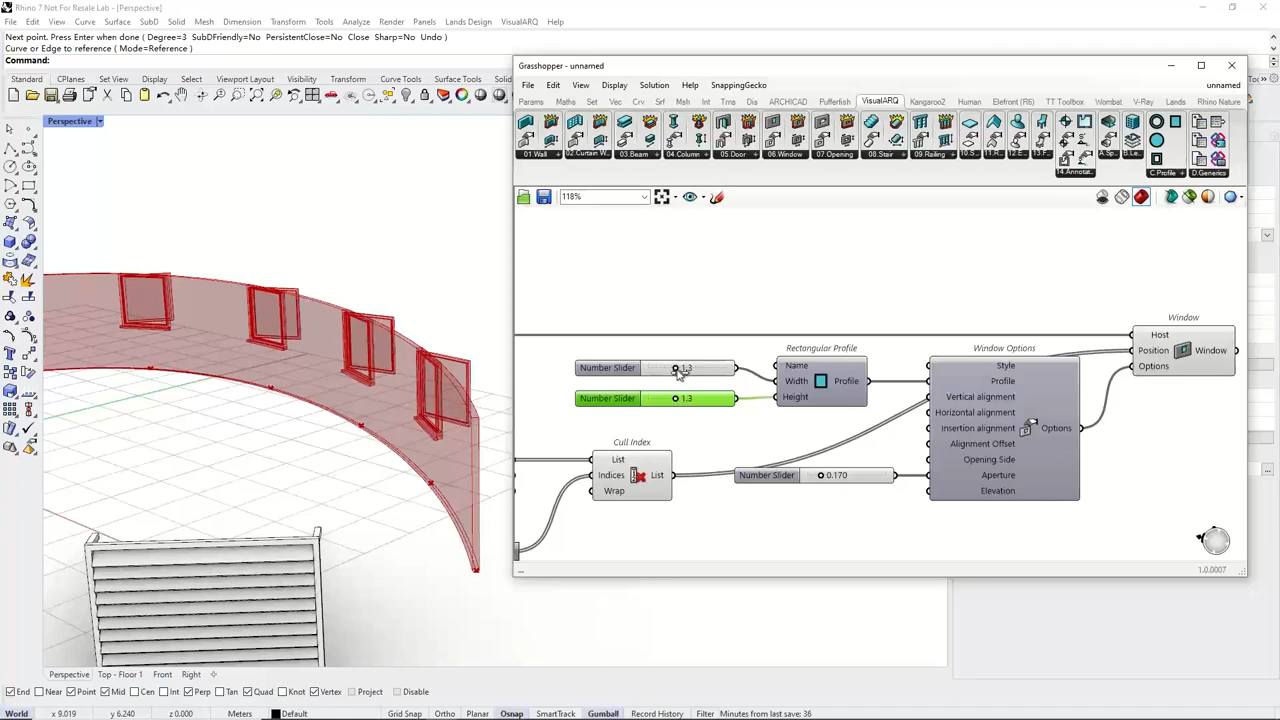 Rhino 7 Not For Resale Lab - [Perspective]
File Edit View Curve Surface SubD Solid Mesh Dimension Transform Tools Analyze Render Panels Lands Design VisualARQ Help
Next point. Press Enter when done ( Degree=3 SubDFriendly=No PersistentClose=No Close Sharp=No Undo )
Curve or Edge to reference ( Mode=Reference )
Command:
Standard CPlanes Set View Display Select Viewport Layout Visibility Transform Curve Tools Surface Tools Sol
Perspective
Grasshopper - unnamed
File Edit View Display Solution Help SnappingGecko unnamed
Params Maths Set Vec Crv Srf Msh Int Trns Dis ARCHICAD Pufferfish VisualARQ Kangaroo2 Human Elefront (R6) TT Toolbox Wombat V-Ray Lands Rhino Nature
01.Wall 02.Curtain W... 03.Beam 04.Column 05.Door 06.Window 07.Opening 08.Stair 09.Railing 10.S... 11.R... 12.E... 13.F... A.Sp... B.Le...
14.Annotat... C.Profile D.Generics
118%
Window
Host
Position Window
Options
Rectangular Profile
Name
Width Profile
Height
Number Slider 1.3
Number Slider 1.3
Window Options
Style
Profile
Vertical alignment
Horizontal alignment
Insertion alignment Options
Alignment Offset
Opening Side
Aperture
Elevation
Cull Index
List
Indices List
Wrap
Number Slider 0.170
...
1.0.0007
Perspective Top - Floor 1 Front Right
End Near Point Mid Cen Int Perp Tan Quad Knot Vertex Project Disable
World x 9.019 y 6.240 z 0.000 Meters Default Grid Snap Ortho Planar Osnap SmartTrack Gumball Record History Filter Minutes from last save: 36